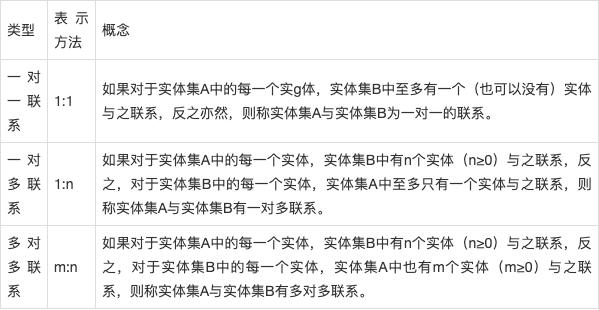 类型
表示
方法
概念
一对
一联
系
1:1
如果对于实体集A中的每一个实g体，实体集B中至多有一个（也可以没有）实体
与之联系，反之亦然，则称实体集A与实体集B为一对一的联系。
一对
多联
系
1:n
如果对于实体集A中的每一个实体，实体集B中有n个实体（n≥0）与之联系，反
之，对于实体集B中的每一个实体，实体集A中至多只有一个实体与之联系，则
称实体集A与实体集B有一对多联系。
多对
多联
系
m:n
如果对于实体集A中的每一个实体，实体集B中有n个实体（n≥0）与之联系，反
之，对于实体集B中的每一个实体，实体集A中也有m个实体（m≥0）与之联
系，则称实体集A与实体集B有多对多联系。